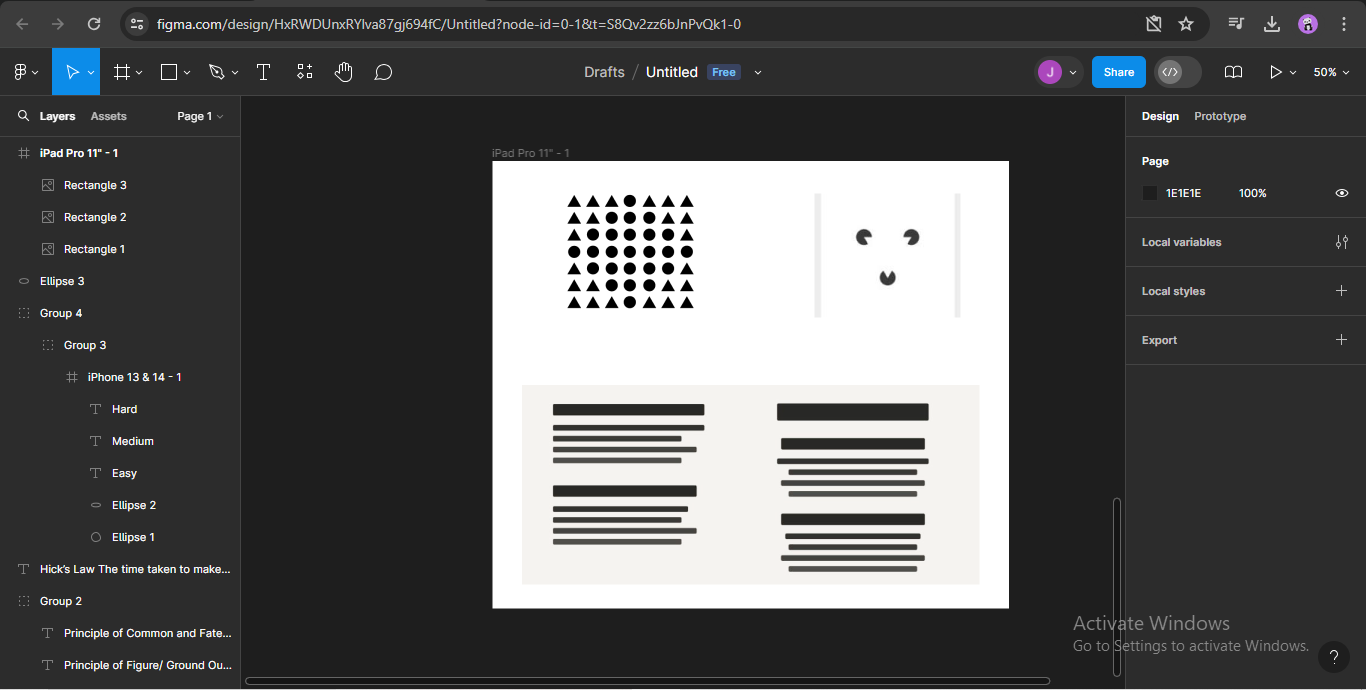 figma.com/design/HxRWDUnxRYlva87gj694fC/Untitled?node-id=0-1&t=S8Qv2zz6bJnPvQk1-0
Drafts / Untitled Free
J
Share
50%
Layers Assets Page 1
iPad Pro 11" - 1
Rectangle 3
Rectangle 2
Rectangle 1
Ellipse 3
Group 4
Group 3
iPhone 13 & 14 - 1
Hard
Medium
Easy
Ellipse 2
Ellipse 1
Hick's Law The time taken to make...
Group 2
Principle of Common and Fate...
Principle of Figure/ Ground Ou...
iPad Pro 11" - 1
Design Prototype
Page
1E1E1E 100%
Local variables
Local styles
Export
Activate Windows
Go to Settings to activate Windows.
?